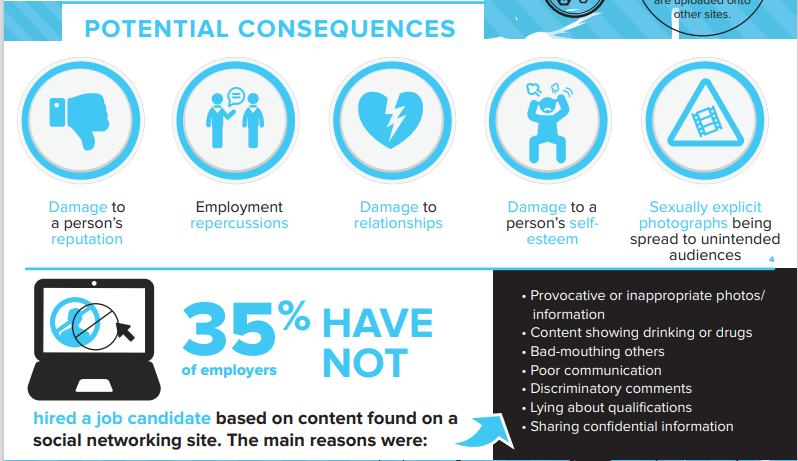 are uploaded onto
other sites.
POTENTIAL CONSEQUENCES
Damage to
a person's
reputation
Employment
repercussions
Damage to
relationships
Damage to a
person's self-
esteem
Sexually explicit
photographs being
spread to unintended
audiences 4
35% of employers
HAVE
NOT
hired a job candidate based on content found on a
social networking site. The main reasons were:
• Provocative or inappropriate photos/
information
• Content showing drinking or drugs
• Bad-mouthing others
• Poor communication
• Discriminatory comments
• Lying about qualifications
• Sharing confidential information